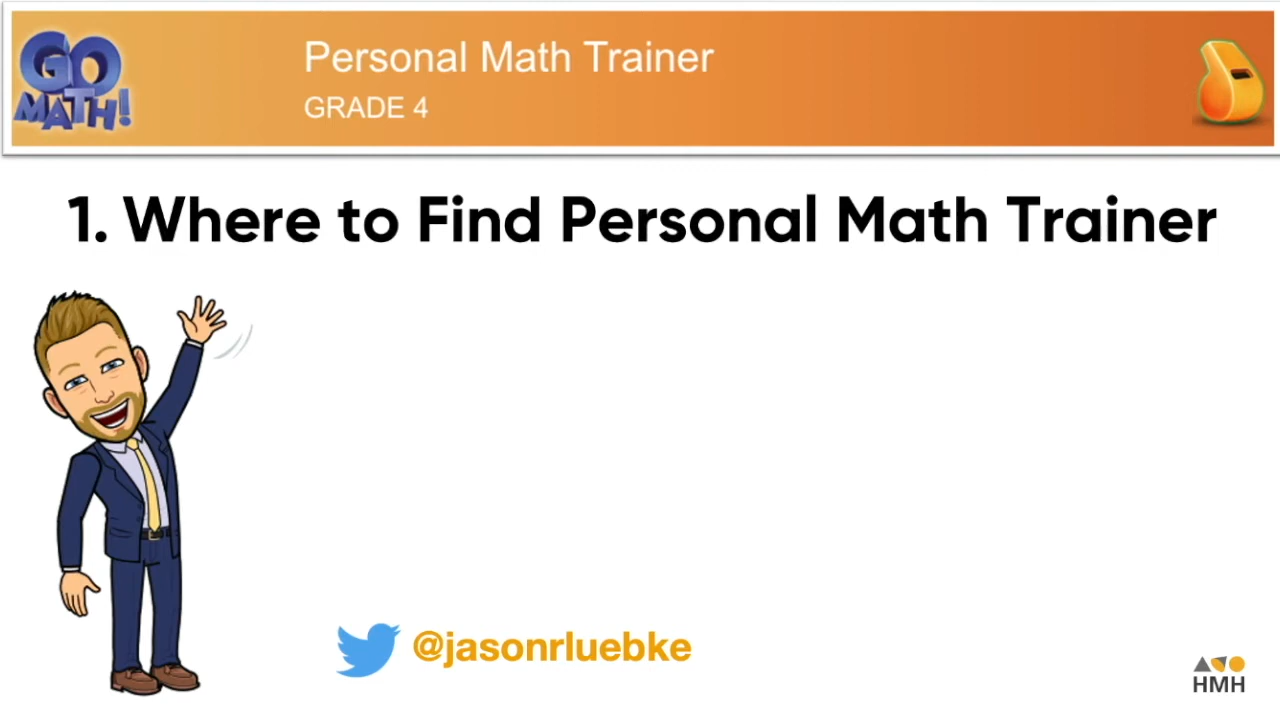 GO
MATH!
Personal Math Trainer
GRADE 4
1. Where to Find Personal Math Trainer
@jasonrluebke
HMH